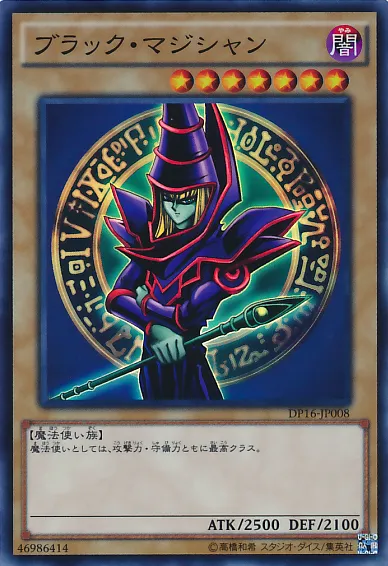 ブラック・マジシャン
闇
DP16-JP008
【魔法使い族】
魔法使いとしては、攻撃力・守備力ともに最高クラス。
ATK/2500 DEF/2100
46986414
©高橋和希 スタジオ・ダイス/集英社